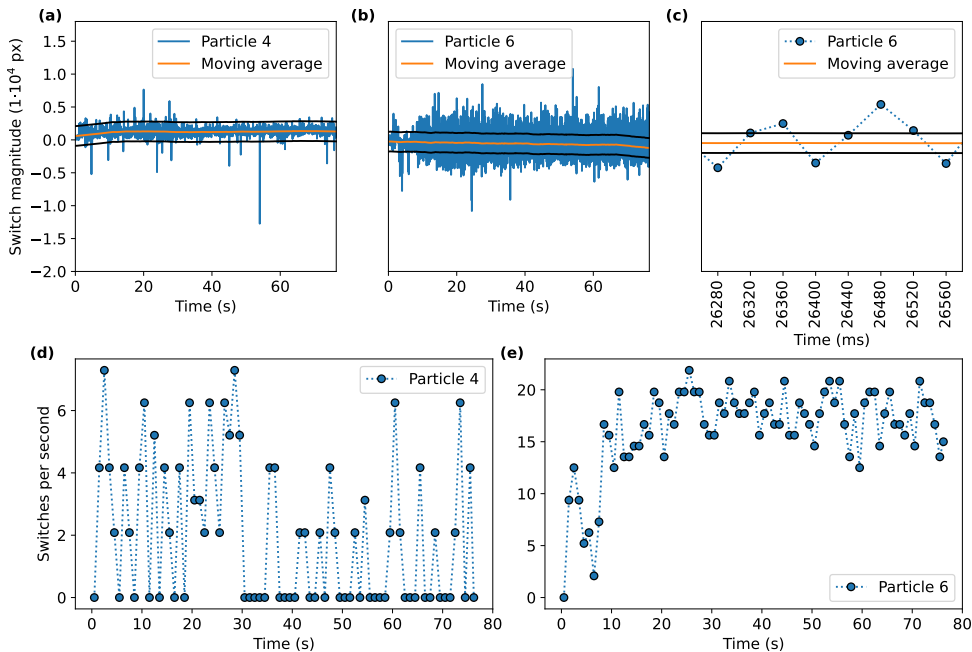 (a)
Particle 4
Moving average
1.5
1.0
0.5
0.0
−0.5
−1.0
−1.5
−2.0
Switch magnitude (1·10⁴ px)
0 20 40 60
Time (s)
(b)
Particle 6
Moving average
0 20 40 60
Time (s)
(c)
Particle 6
Moving average
26280 26320 26360 26400 26440 26480 26520 26560
Time (ms)
(d)
Particle 4
6
4
2
0
Switches per second
0 10 20 30 40 50 60 70 80
Time (s)
(e)
20
15
10
5
0
Particle 6
0 10 20 30 40 50 60 70 80
Time (s)